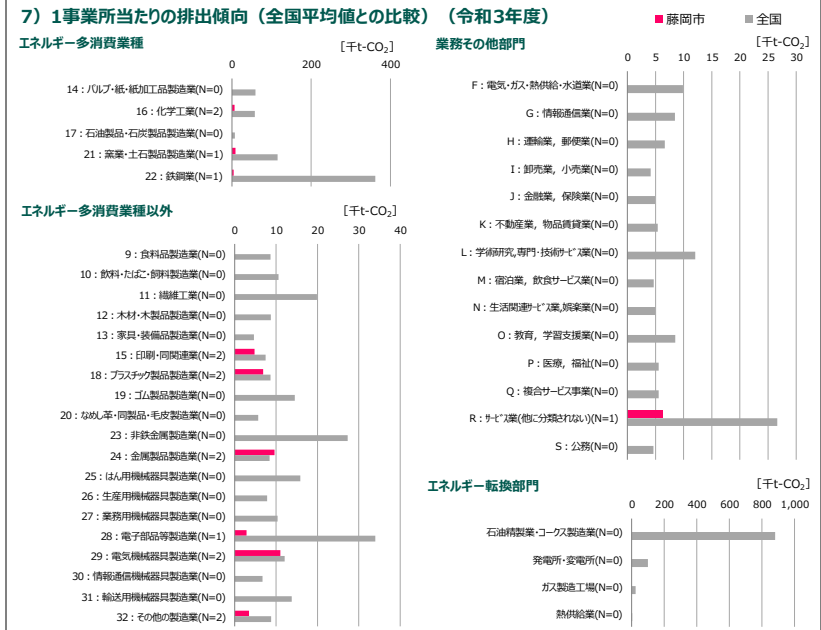 7）1事業所当たりの排出傾向（全国平均値との比較）（令和3年度）
■藤岡市 ■全国
エネルギー多消費業種
[千t-CO₂]
0 200 400
14：パルプ・紙・紙加工品製造業(N=0)
16：化学工業(N=2)
17：石油製品・石炭製品製造業(N=0)
21：窯業・土石製品製造業(N=1)
22：鉄鋼業(N=1)
エネルギー多消費業種以外
[千t-CO₂]
0 10 20 30 40
9：食料品製造業(N=0)
10：飲料・たばこ・飼料製造業(N=0)
11：繊維工業(N=0)
12：木材・木製品製造業(N=0)
13：家具・装備品製造業(N=0)
15：印刷・同関連業(N=2)
18：プラスチック製品製造業(N=2)
19：ゴム製品製造業(N=0)
20：なめし革・同製品・毛皮製造業(N=0)
23：非鉄金属製造業(N=0)
24：金属製品製造業(N=2)
25：はん用機械器具製造業(N=0)
26：生産用機械器具製造業(N=0)
27：業務用機械器具製造業(N=0)
28：電子部品等製造業(N=1)
29：電気機械器具製造業(N=2)
30：情報通信機械器具製造業(N=0)
31：輸送用機械器具製造業(N=0)
32：その他の製造業(N=2)
業務その他部門
[千t-CO₂]
0 5 10 15 20 25 30
F：電気・ガス・熱供給・水道業(N=0)
G：情報通信業(N=0)
H：運輸業，郵便業(N=0)
I：卸売業，小売業(N=0)
J：金融業，保険業(N=0)
K：不動産業，物品賃貸業(N=0)
L：学術研究,専門・技術ｻｰﾋﾞｽ業(N=0)
M：宿泊業，飲食サービス業(N=0)
N：生活関連ｻｰﾋﾞｽ業,娯楽業(N=0)
O：教育，学習支援業(N=0)
P：医療，福祉(N=0)
Q：複合サービス事業(N=0)
R：ｻｰﾋﾞｽ業(他に分類されない)(N=1)
S：公務(N=0)
エネルギー転換部門
[千t-CO₂]
0 200 400 600 800 1,000
石油精製業・コークス製造業(N=0)
発電所・変電所(N=0)
ガス製造工場(N=0)
熱供給業(N=0)